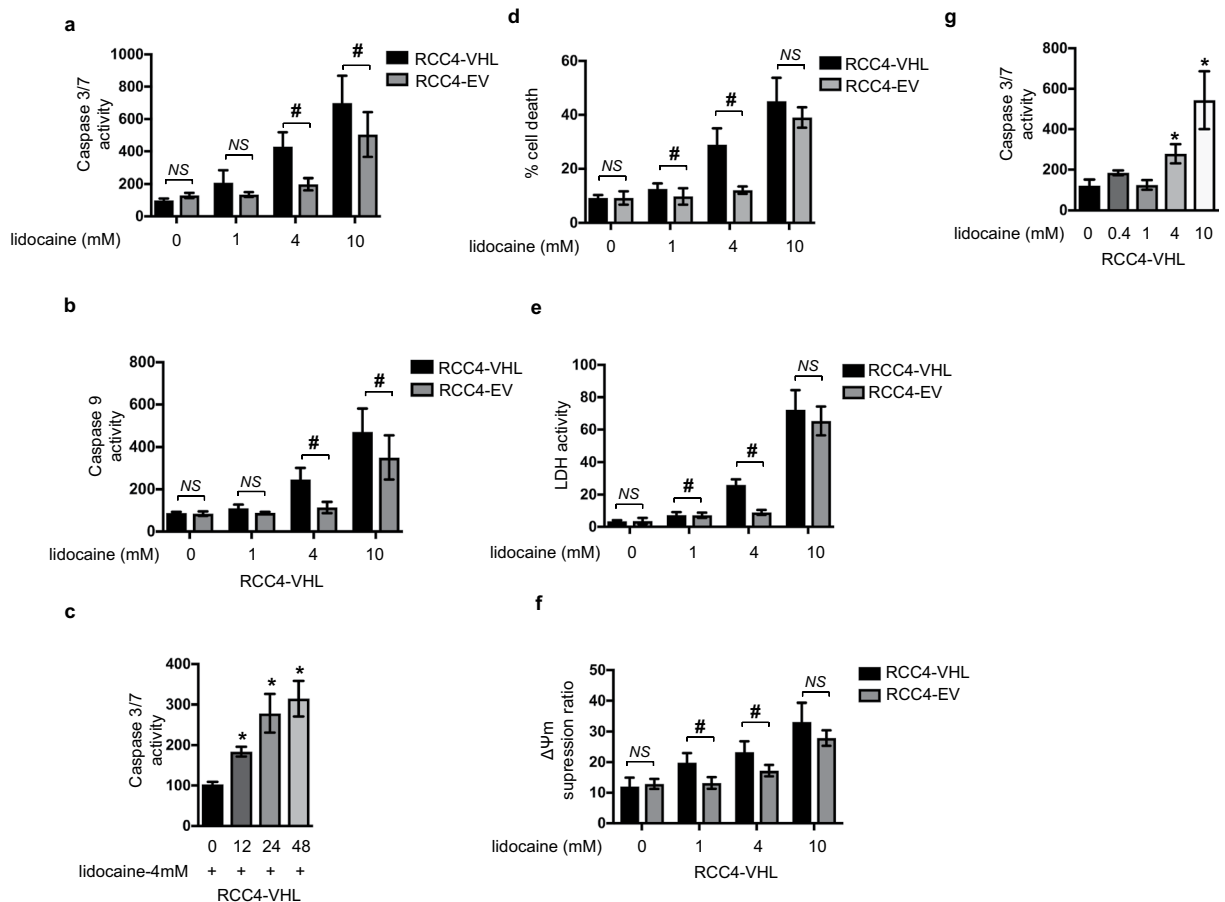 a
Caspase 3/7
activity
1000
800
600
400
200
0
NS
NS
#
#
RCC4-VHL
RCC4-EV
lidocaine (mM)
0 1 4 10
b
Caspase 9
activity
800
600
400
200
0
NS
NS
#
#
RCC4-VHL
RCC4-EV
lidocaine (mM)
0 1 4 10
RCC4-VHL
c
Caspase 3/7
activity
400
300
200
100
0
* * *
0 12 24 48
lidocaine-4mM + + + +
RCC4-VHL
d
% cell death
60
40
20
0
NS
#
#
NS
RCC4-VHL
RCC4-EV
lidocaine (mM)
0 1 4 10
e
LDH activity
100
80
60
40
20
0
NS
#
#
NS
RCC4-VHL
RCC4-EV
lidocaine (mM)
0 1 4 10
f
ΔΨm
supression ratio
50
40
30
20
10
0
NS
#
#
NS
RCC4-VHL
RCC4-EV
lidocaine (mM)
0 1 4 10
RCC4-VHL
g
Caspase 3/7
activity
800
600
400
200
0
* *
lidocaine (mM)
0 0.4 1 4 10
RCC4-VHL